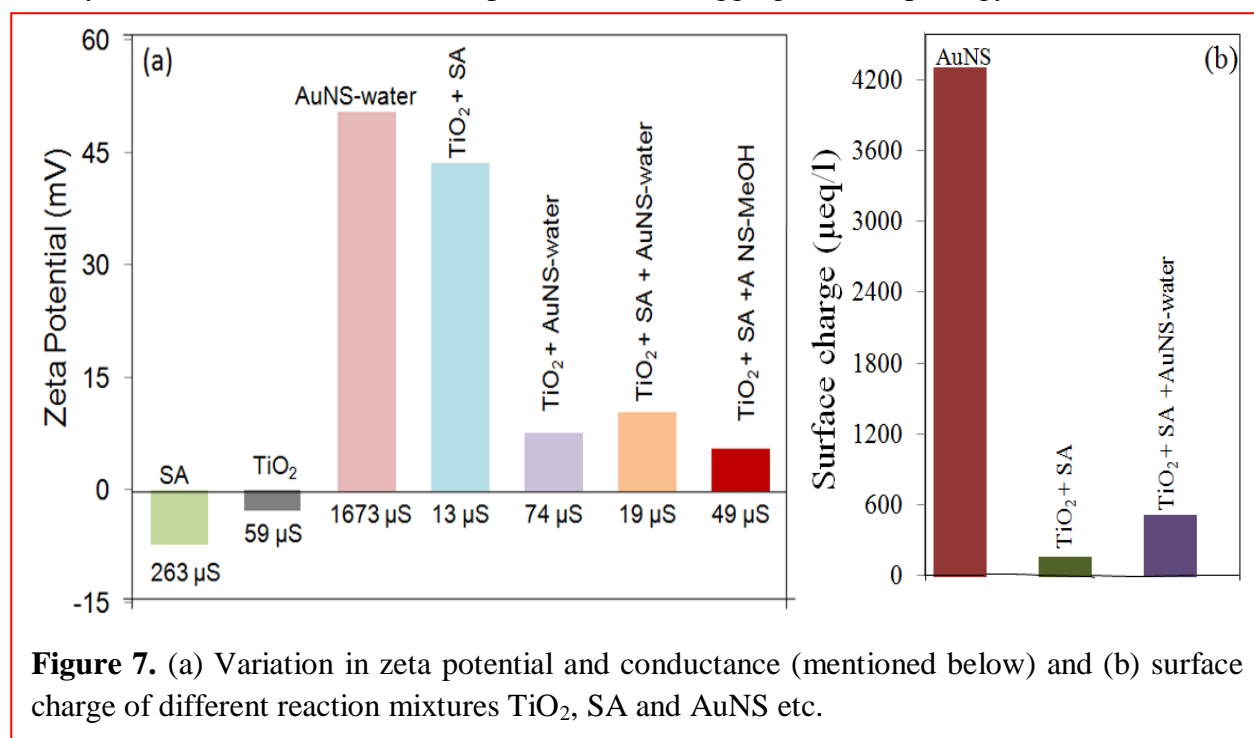 (a)
60
45
30
15
0
-15
Zeta Potential (mV)
SA
TiO₂
AuNS-water
TiO₂ + SA
TiO₂ + AuNS-water
TiO₂ + SA + AuNS-water
TiO₂ + SA +A NS-MeOH
263 µS
59 µS
1673 µS
13 µS
74 µS
19 µS
49 µS
(b)
4200
3600
3000
2400
1800
1200
600
0
Surface charge (µeq/l)
AuNS
TiO₂ + SA
TiO₂ + SA +AuNS-water
Figure 7. (a) Variation in zeta potential and conductance (mentioned below) and (b) surface
charge of different reaction mixtures TiO₂, SA and AuNS etc.